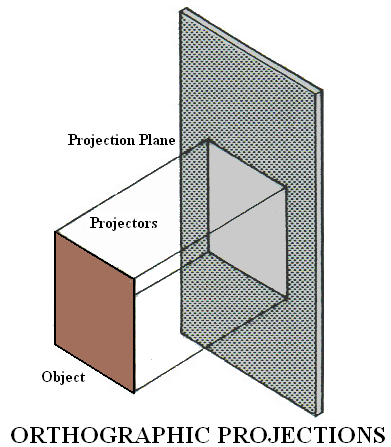 Projection Plane
Projectors
Object
ORTHOGRAPHIC PROJECTIONS